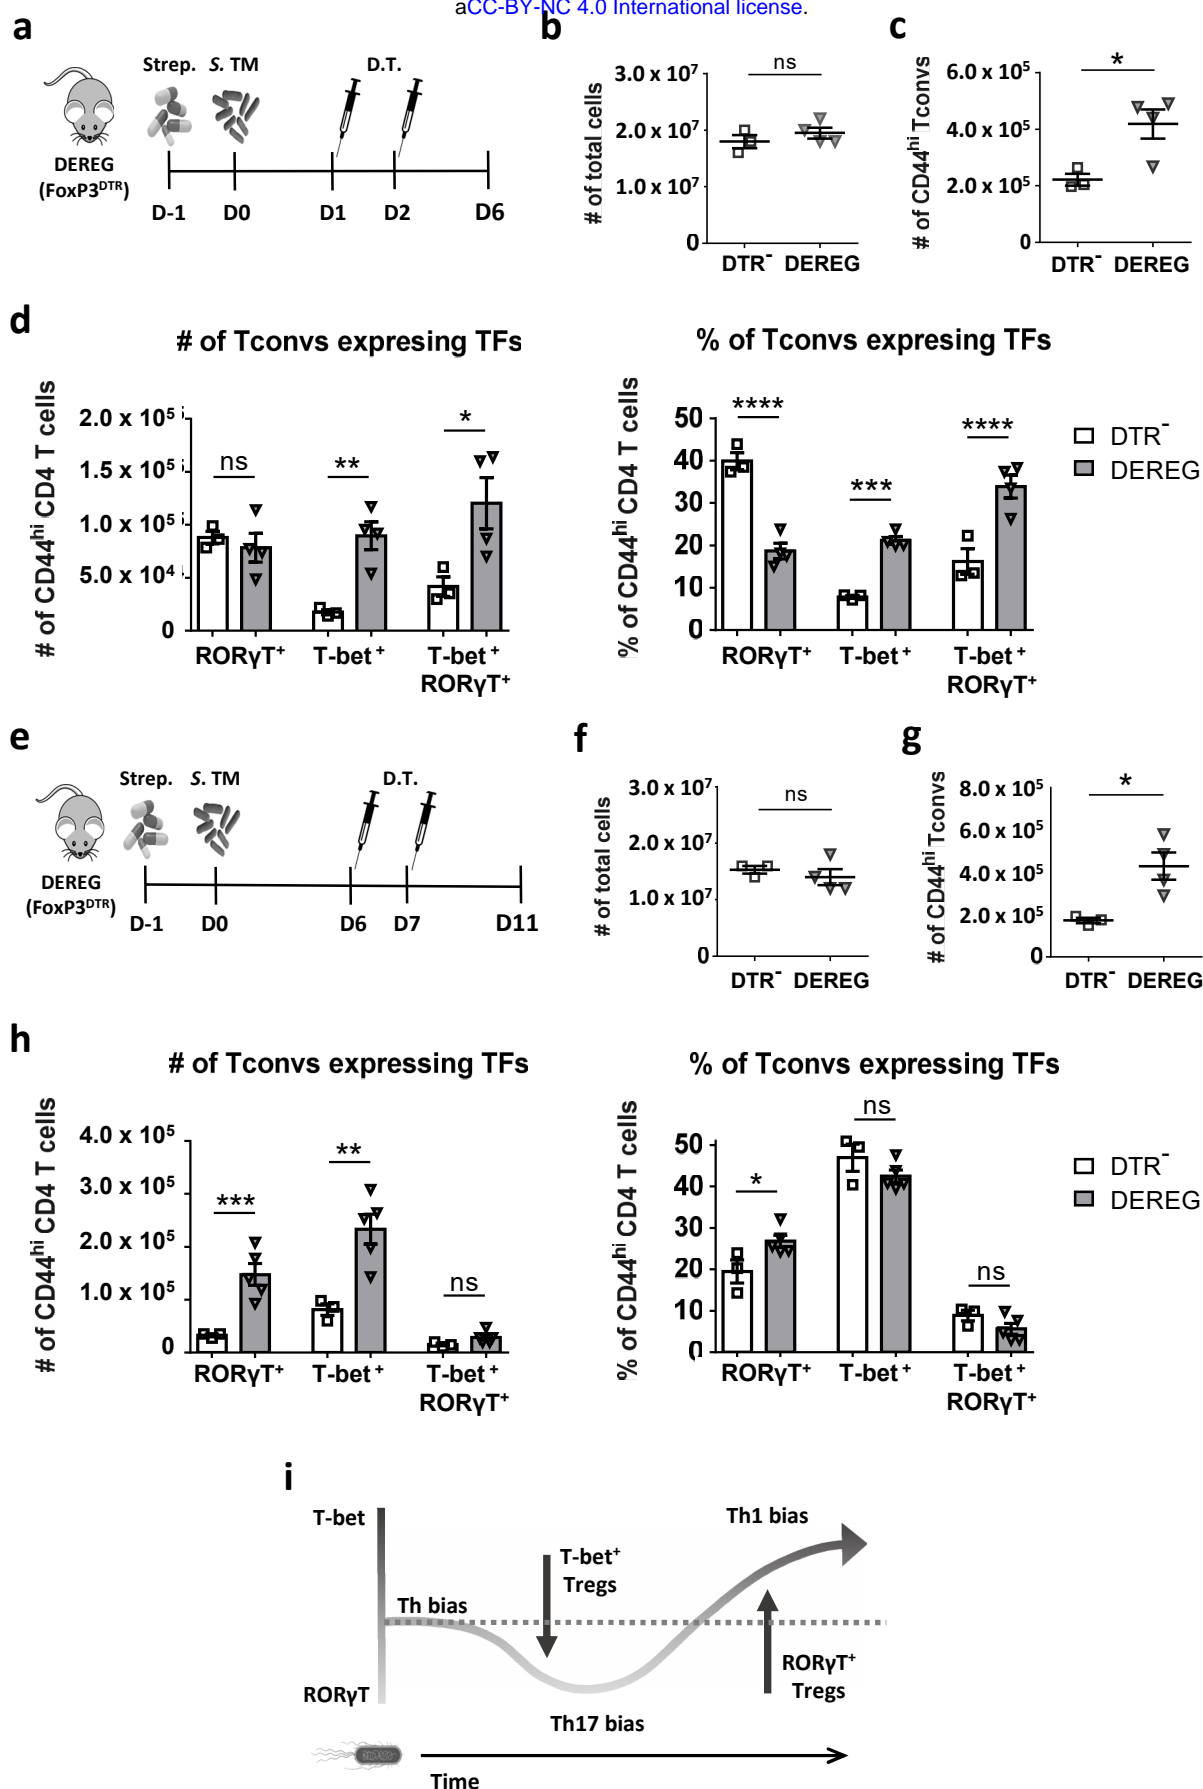 aCC-BY-NC 4.0 International license.
a
Strep. S. TM D.T.
DEREG
(FoxP3DTR)
D-1 D0 D1 D2 D6
b
# of total cells
3.0 x 10⁷
2.0 x 10⁷
1.0 x 10⁷
0
ns
DTR⁻ DEREG
c
# of CD44hi Tconvs
6.0 x 10⁵
4.0 x 10⁵
2.0 x 10⁵
0
*
DTR⁻ DEREG
d
# of Tconvs expresing TFs
# of CD44hi CD4 T cells
2.0 x 10⁵
1.5 x 10⁵
1.0 x 10⁵
5.0 x 10⁴
0
ns ** *
RORγT⁺ T-bet⁺ T-bet⁺
RORγT⁺
% of Tconvs expresing TFs
% of CD44hi CD4 T cells
50
40
30
20
10
0
**** *** ****
RORγT⁺ T-bet⁺ T-bet⁺
RORγT⁺
DTR⁻
DEREG
e
Strep. S. TM D.T.
DEREG
(FoxP3DTR)
D-1 D0 D6 D7 D11
f
# of total cells
3.0 x 10⁷
2.0 x 10⁷
1.0 x 10⁷
0
ns
DTR⁻ DEREG
g
# of CD44hi Tconvs
8.0 x 10⁵
6.0 x 10⁵
4.0 x 10⁵
2.0 x 10⁵
0
*
DTR⁻ DEREG
h
# of Tconvs expressing TFs
# of CD44hi CD4 T cells
4.0 x 10⁵
3.0 x 10⁵
2.0 x 10⁵
1.0 x 10⁵
0
*** ** ns
RORγT⁺ T-bet⁺ T-bet⁺
RORγT⁺
% of Tconvs expressing TFs
% of CD44hi CD4 T cells
50
40
30
20
10
0
* ns ns
RORγT⁺ T-bet⁺ T-bet⁺
RORγT⁺
DTR⁻
DEREG
i
T-bet
Th1 bias
T-bet⁺
Tregs
Th bias
RORγT⁺
Tregs
RORγT
Th17 bias
Time